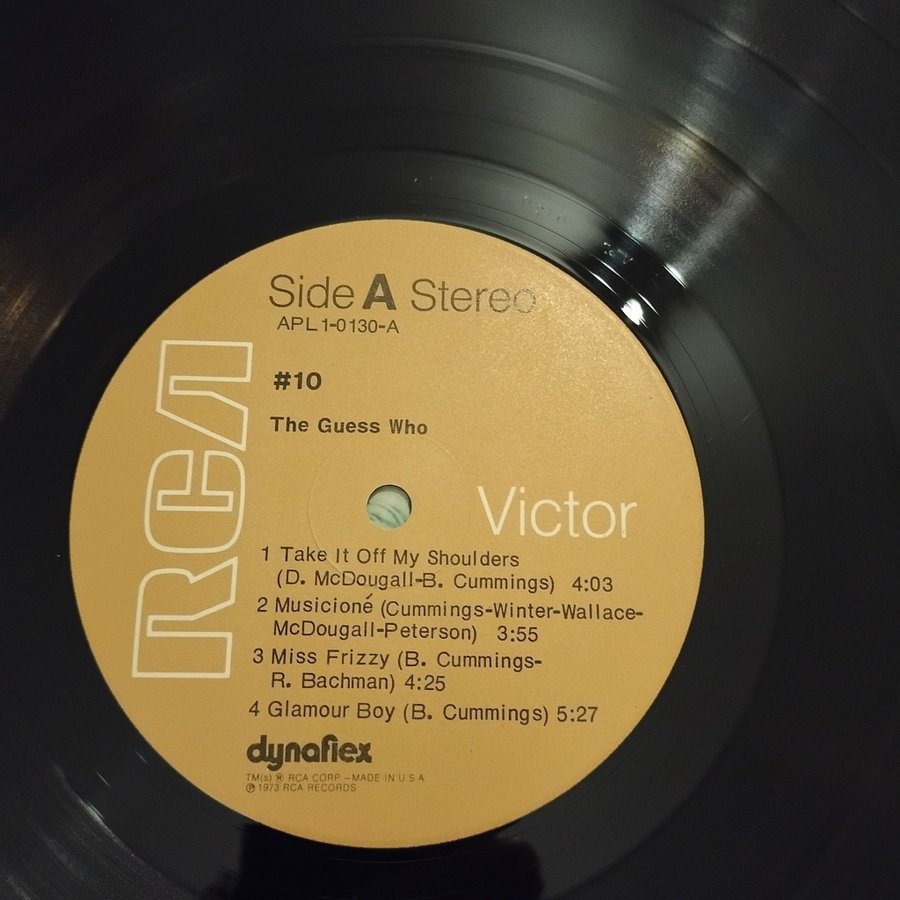 Side A Stereo
APL1-0130-A
#10
The Guess Who
RCA
Victor
1 Take It Off My Shoulders
(D. McDougall-B. Cummings) 4:03
2 Musicioné (Cummings-Winter-Wallace-
McDougall-Peterson) 3:55
3 Miss Frizzy (B. Cummings-
R. Bachman) 4:25
4 Glamour Boy (B. Cummings) 5:27
dynaflex
TM(s) ® RCA CORP –MADE IN U.S.A
℗ 1973 RCA RECORDS